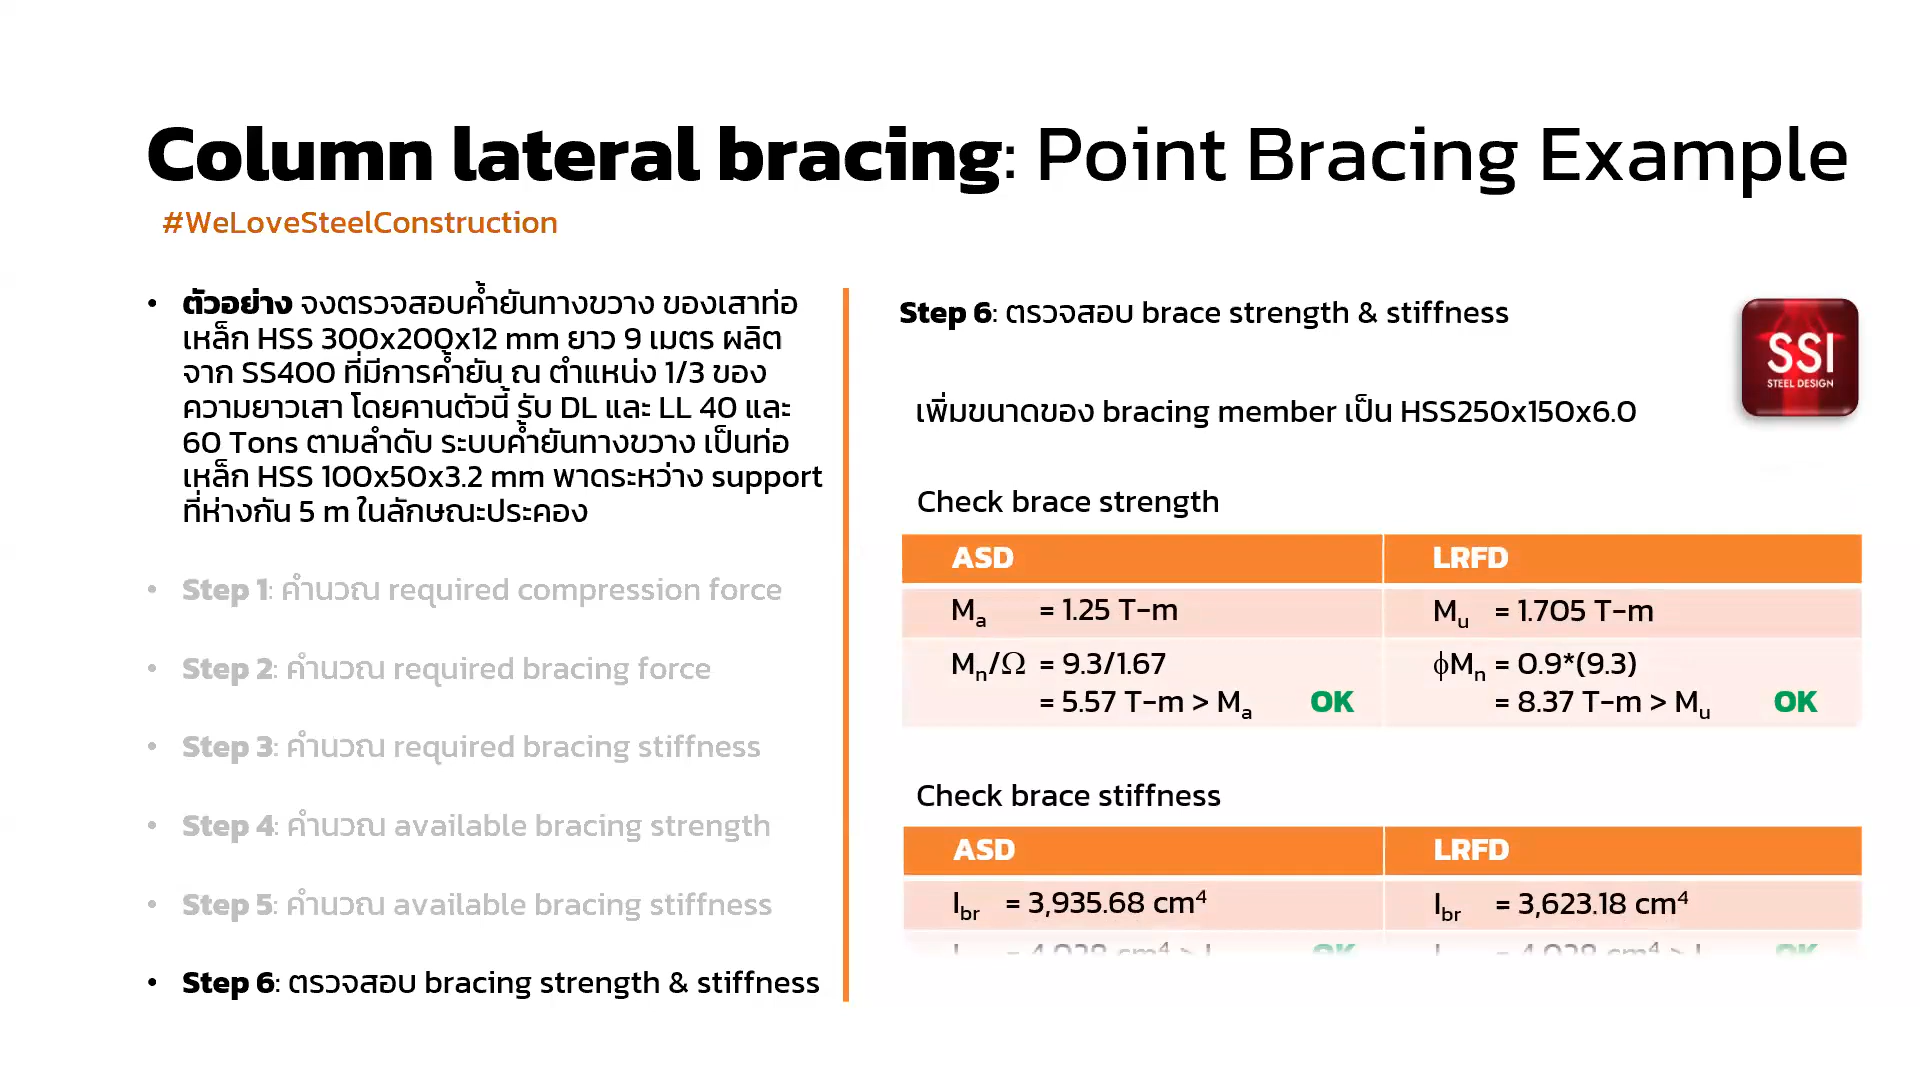 Column lateral bracing: Point Bracing Example
#WeLoveSteelConstruction
• ตัวอย่าง จงตรวจสอบค้ำยันทางขวาง ของเสาท่อ
เหล็ก HSS 300x200x12 mm ยาว 9 เมตร ผลิต
จาก SS400 ที่มีการค้ำยัน ณ ตำแหน่ง 1/3 ของ
ความยาวเสา โดยคานตัวนี้ รับ DL และ LL 40 และ
60 Tons ตามลำดับ ระบบค้ำยันทางขวาง เป็นท่อ
เหล็ก HSS 100x50x3.2 mm พาดระหว่าง support
ที่ห่างกัน 5 m ในลักษณะประคอง
• Step 1: คำนวณ required compression force
• Step 2: คำนวณ required bracing force
• Step 3: คำนวณ required bracing stiffness
• Step 4: คำนวณ available bracing strength
• Step 5: คำนวณ available bracing stiffness
• Step 6: ตรวจสอบ bracing strength & stiffness
Step 6: ตรวจสอบ brace strength & stiffness
SSI
STEEL DESIGN
เพิ่มขนาดของ bracing member เป็น HSS250x150x6.0
Check brace strength
ASD LRFD
Ma = 1.25 T-m Mu = 1.705 T-m
Mn/Ω = 9.3/1.67 ϕMn = 0.9*(9.3)
= 5.57 T-m > Ma OK = 8.37 T-m > Mu OK
Check brace stiffness
ASD LRFD
Ibr = 3,935.68 cm⁴ Ibr = 3,623.18 cm⁴
= 4,028 cm⁴ > OK = 4,028 cm⁴ > OK